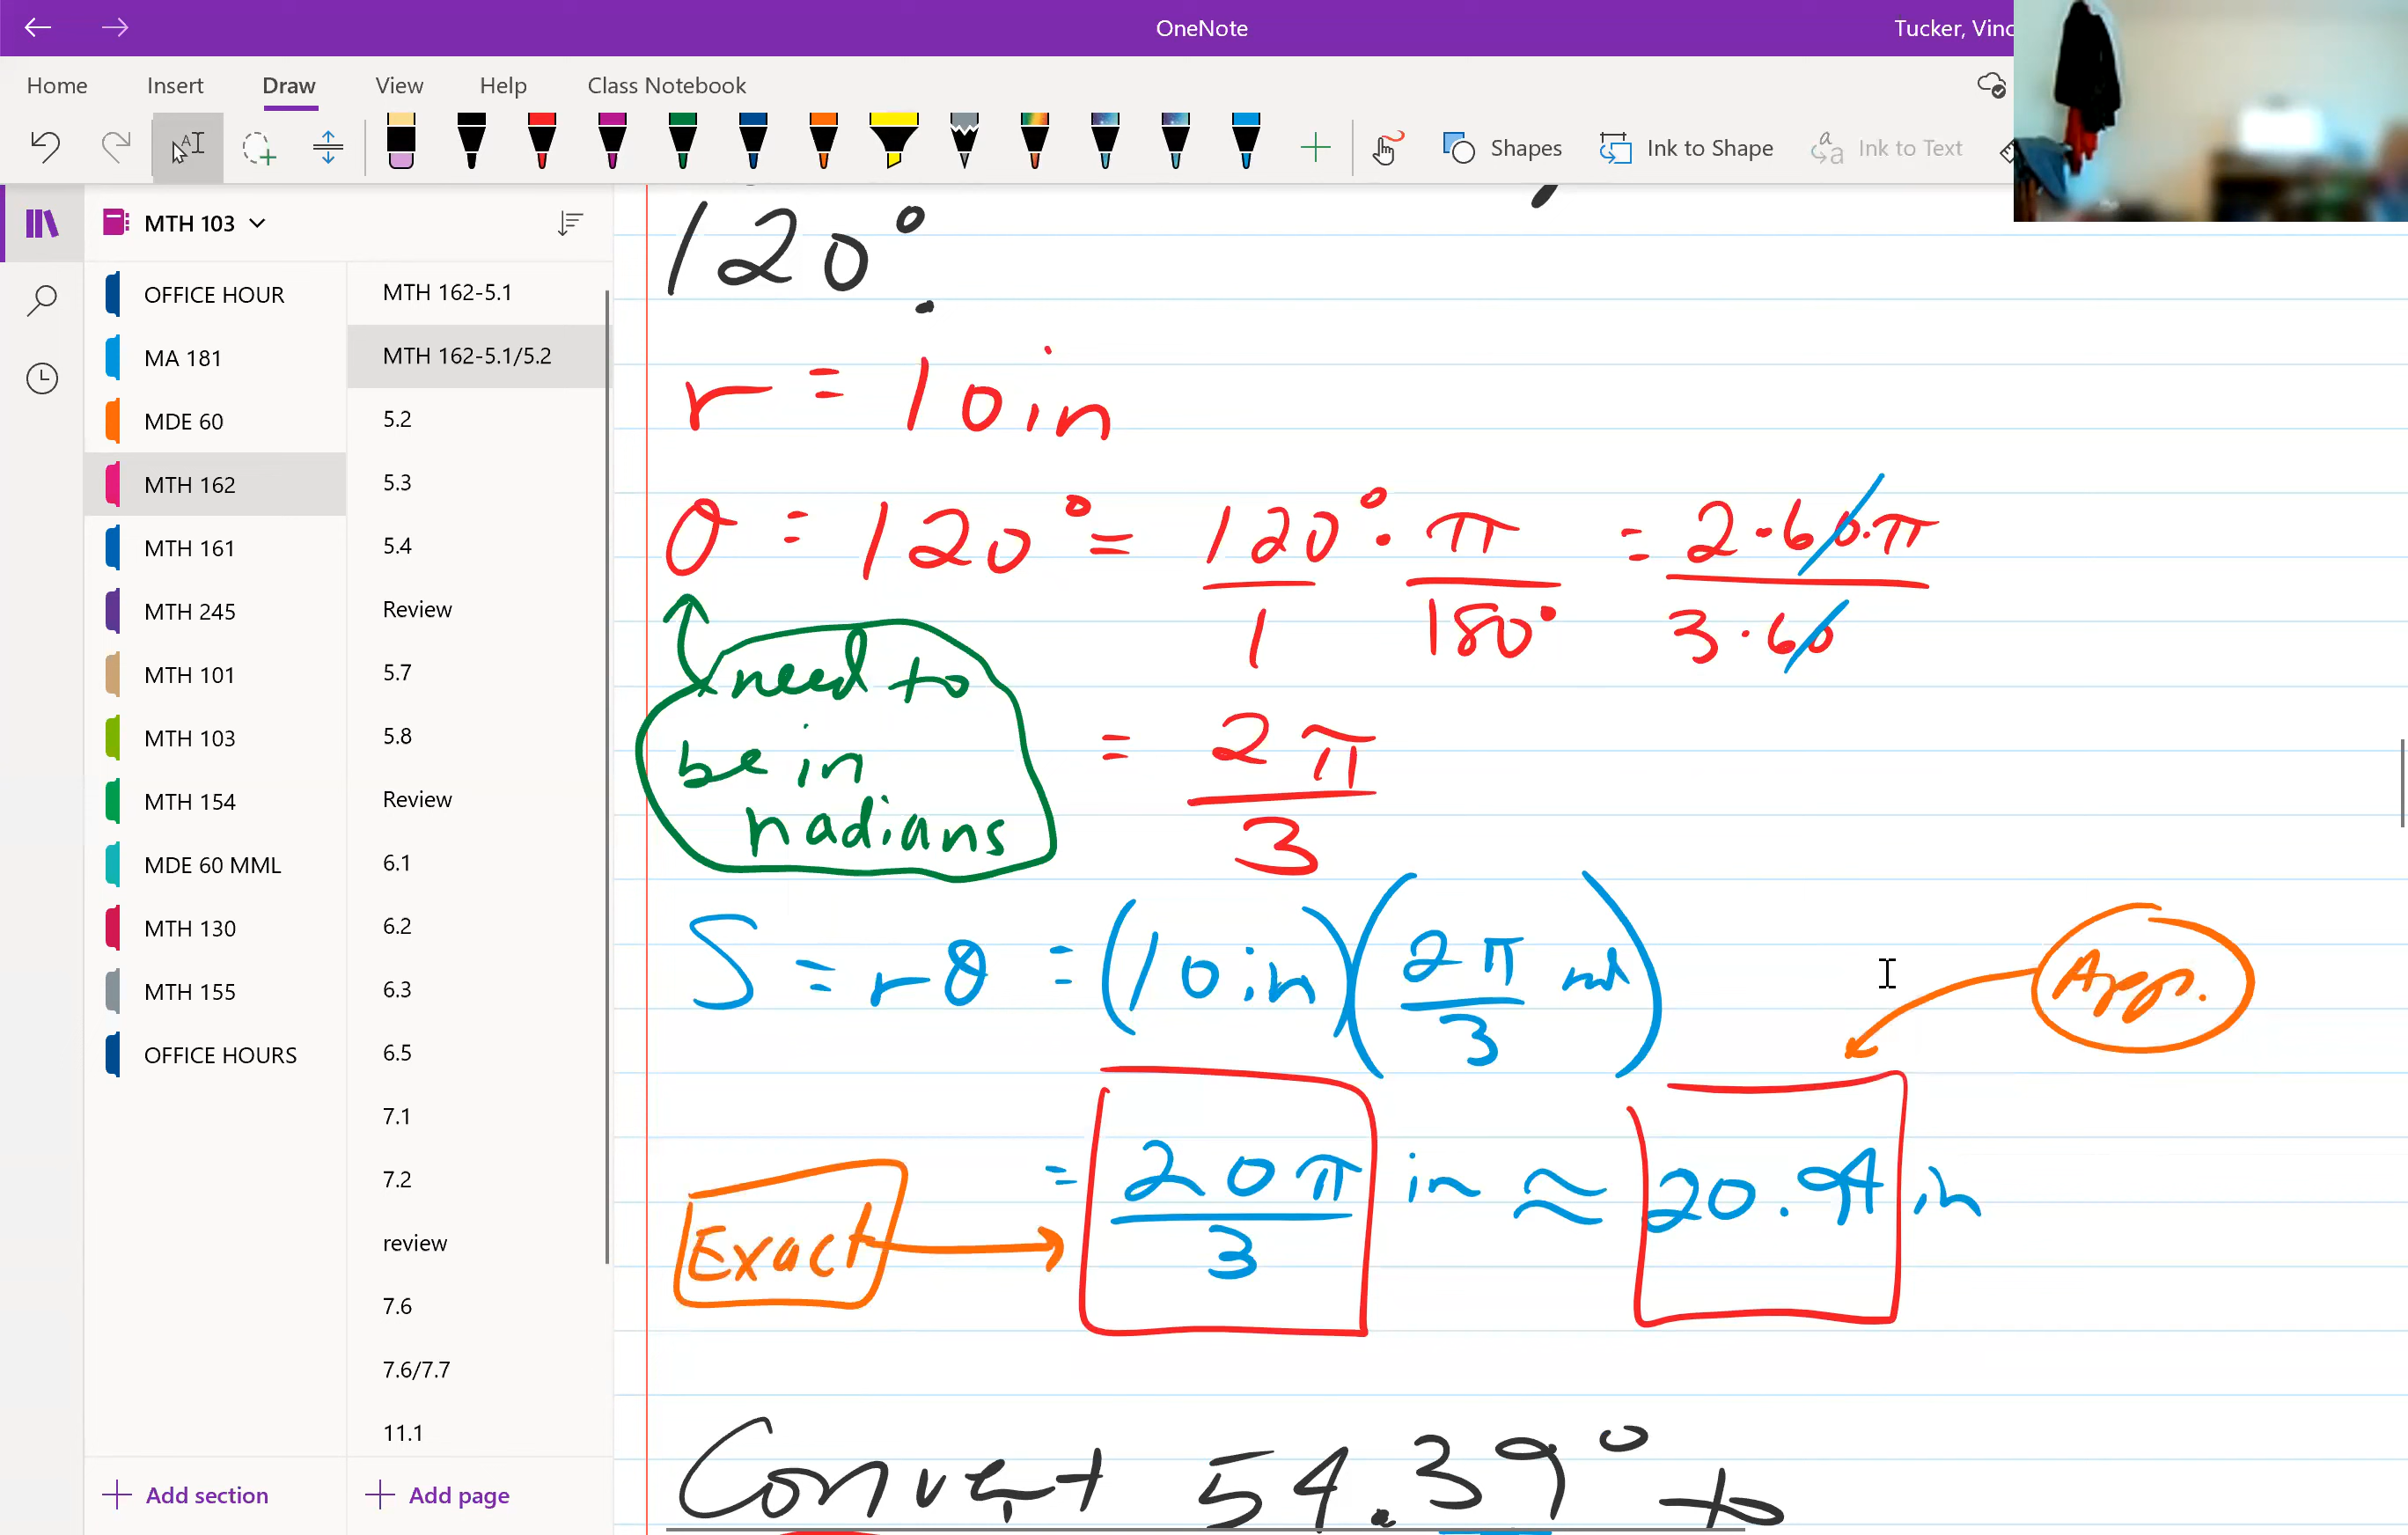 OneNote
Tucker, Vinc
Home Insert Draw View Help Class Notebook
Shapes Ink to Shape Ink to Text
MTH 103
OFFICE HOUR
MA 181
MDE 60
MTH 162
MTH 161
MTH 245
MTH 101
MTH 103
MTH 154
MDE 60 MML
MTH 130
MTH 155
OFFICE HOURS
Add section
MTH 162-5.1
MTH 162-5.1/5.2
5.2
5.3
5.4
Review
5.7
5.8
Review
6.1
6.2
6.3
6.5
7.1
7.2
review
7.6
7.6/7.7
11.1
Add page
120°
r = 10in
θ = 120° = 120°/1 · π/180° = 2·60·π/3·60
need to
be in
radians
= 2π/3
S = rθ = (10in)(2π/3 rad)
App.
Exact
= 20π/3 in ≈ 20.94 in
Convert 54.39° to